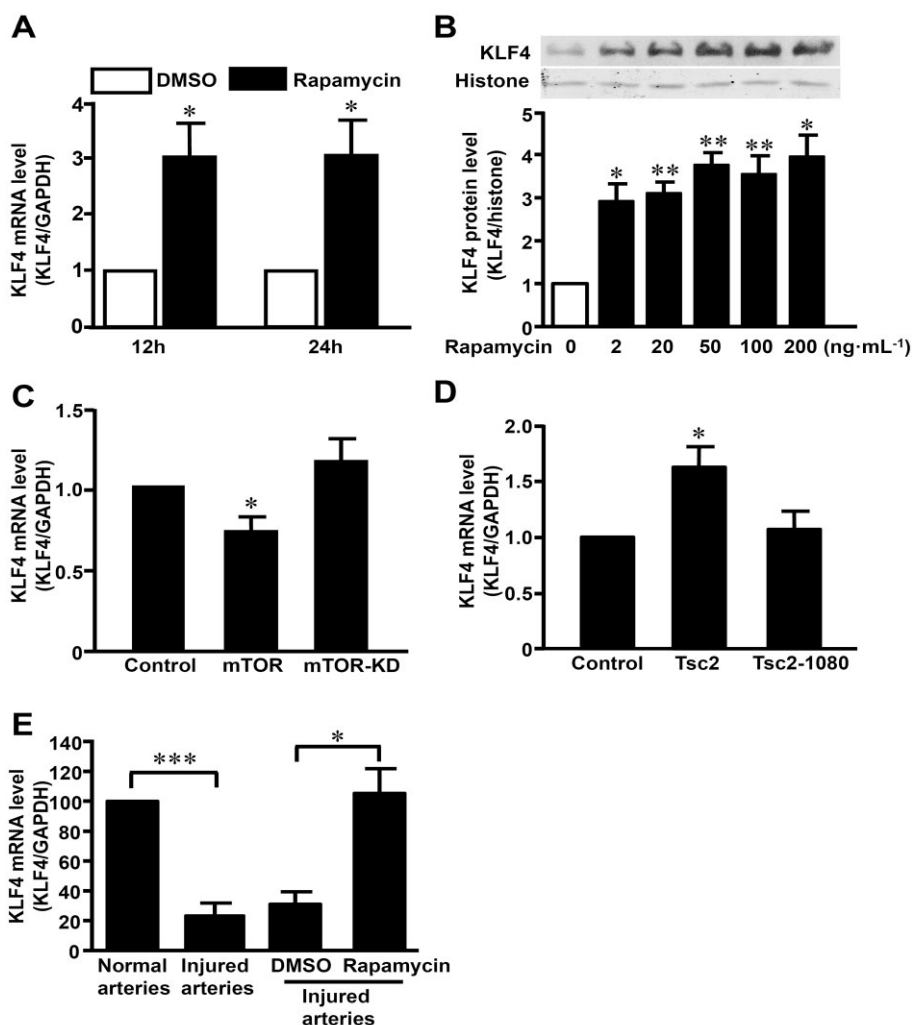 A
DMSO Rapamycin
KLF4 mRNA level
(KLF4/GAPDH)
4
3
2
1
0
* *
12h 24h
B
KLF4
Histone
KLF4 protein level
(KLF4/histone)
5
4
3
2
1
0
* ** ** ** *
Rapamycin 0 2 20 50 100 200 (ng·mL⁻¹)
C
KLF4 mRNA level
(KLF4/GAPDH)
1.5
1.0
0.5
0
*
Control mTOR mTOR-KD
D
KLF4 mRNA level
(KLF4/GAPDH)
2.0
1.5
1.0
0.5
0
*
Control Tsc2 Tsc2-1080
E
KLF4 mRNA level
(KLF4/GAPDH)
140
120
100
80
60
40
20
0
*** *
Normal Injured DMSO Rapamycin
arteries arteries Injured
arteries